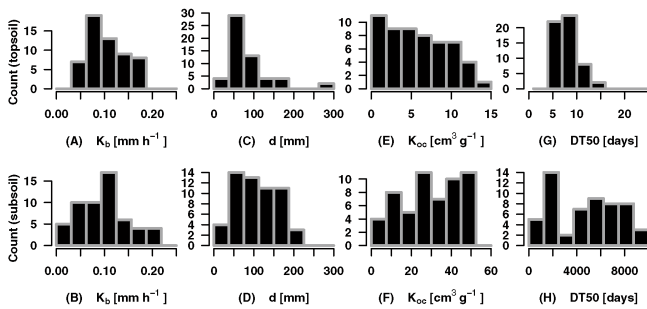 Count (topsoil)
15
10
5
0
0.00 0.10 0.20
(A) K_b [mm h⁻¹ ]
30
25
20
15
10
5
0
0 100 200 300
(C) d [mm]
10
8
6
4
2
0
0 5 10 15
(E) K_oc [cm³ g⁻¹ ]
20
15
10
5
0
0 5 10 20
(G) DT50 [days]
Count (subsoil)
15
10
5
0
0.00 0.10 0.20
(B) K_b [mm h⁻¹ ]
14
12
10
8
6
4
2
0
0 100 200 300
(D) d [mm]
10
8
6
4
2
0
0 20 40 60
(F) K_oc [cm³ g⁻¹ ]
14
12
10
8
6
4
2
0
0 4000 8000
(H) DT50 [days]